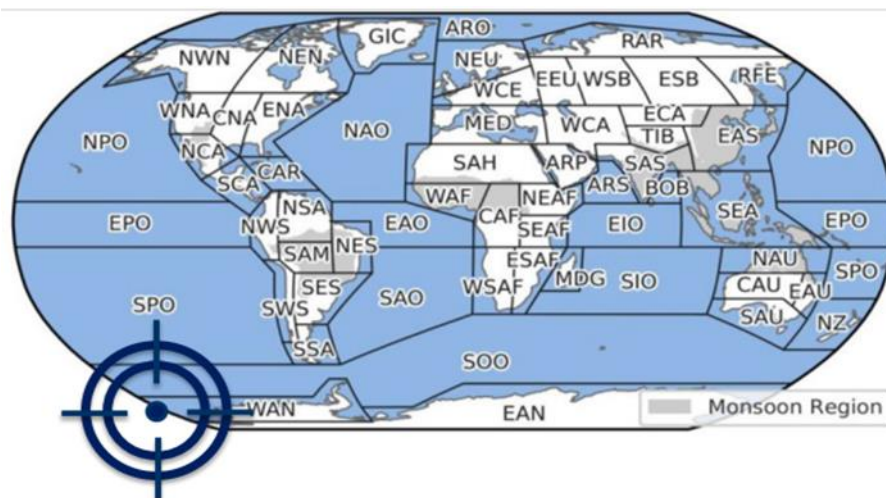 GIC
ARO
NWN
NEN
NEU
RAR
WCE
EEU
WSB
ESB
RFE
WNA
CNA
ENA
NPO
NAO
MED
WCA
ECA
TIB
EAS
NPO
NCA
CAR
SCA
SAH
ARP
SAS
ARS
BOB
WAF
NEAF
CAF
NSA
NWS
EPO
EAO
SEAF
EIO
SEA
EPO
NES
SAM
ESAF
NAU
SPO
SES
MDG
SPO
SWS
SAO
WSAF
SIO
CAU
EAU
SAU
NZ
SSA
SOO
WAN
EAN
Monsoon Region